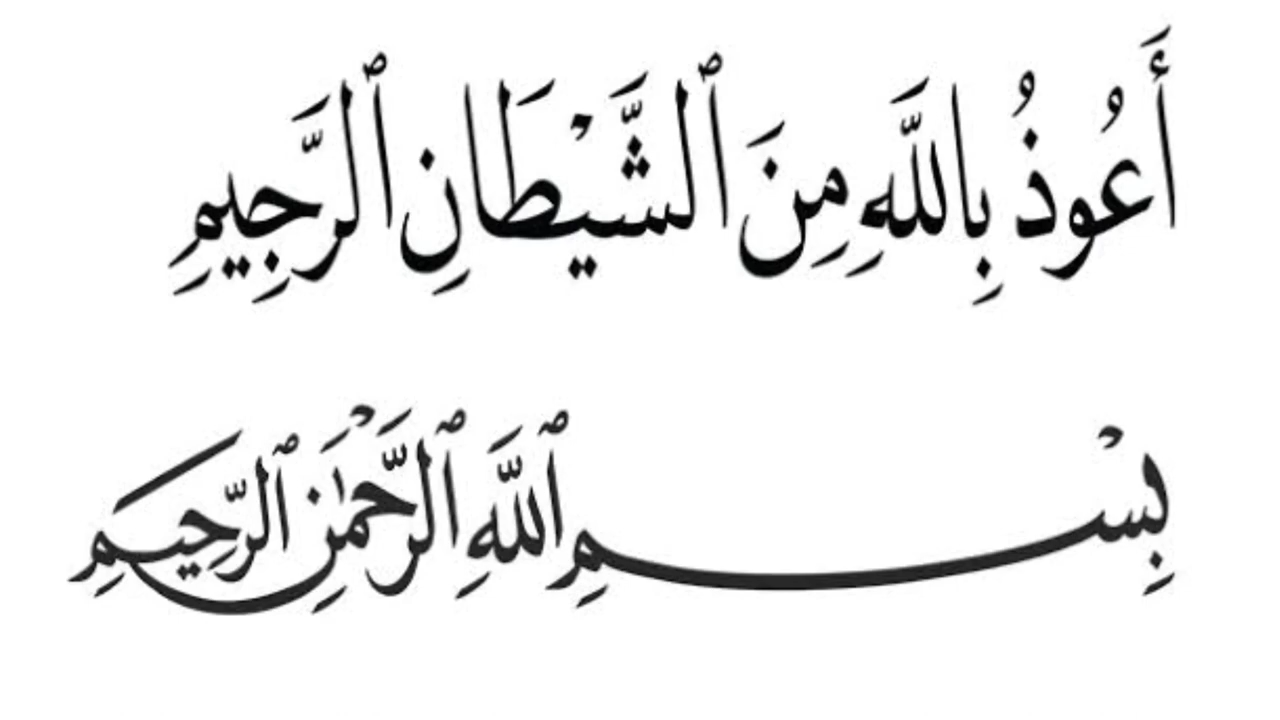 أَعُوذُ بِاللَّهِ مِنَ ٱلشَّيْطَانِ ٱلرَّجِيمِ
بِسْمِ ٱللَّهِ ٱلرَّحْمَٰنِ ٱلرَّحِيمِ